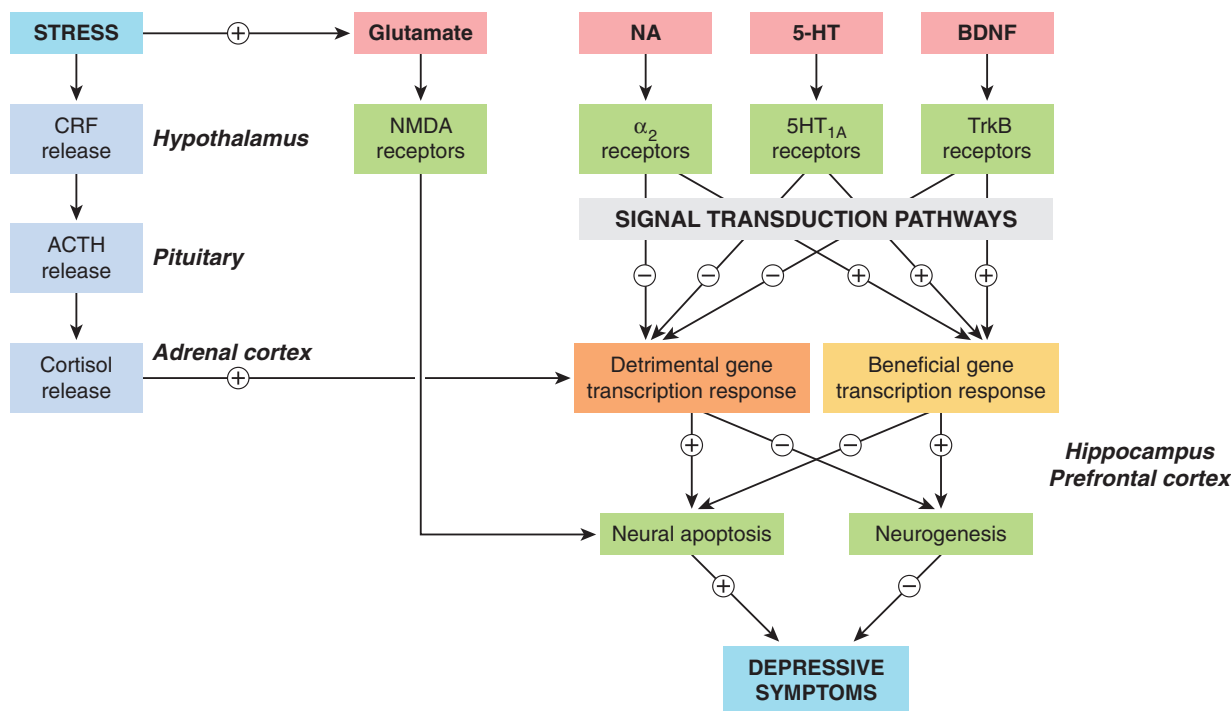 STRESS
+
Glutamate
NA
5-HT
BDNF
CRF
release
Hypothalamus
NMDA
receptors
α2
receptors
5HT1A
receptors
TrkB
receptors
SIGNAL TRANSDUCTION PATHWAYS
ACTH
release
Pituitary
− − − + + +
Adrenal cortex
Cortisol
release
+
Detrimental gene
transcription response
Beneficial gene
transcription response
+ − − +
Hippocampus
Prefrontal cortex
Neural apoptosis
Neurogenesis
+ −
DEPRESSIVE
SYMPTOMS